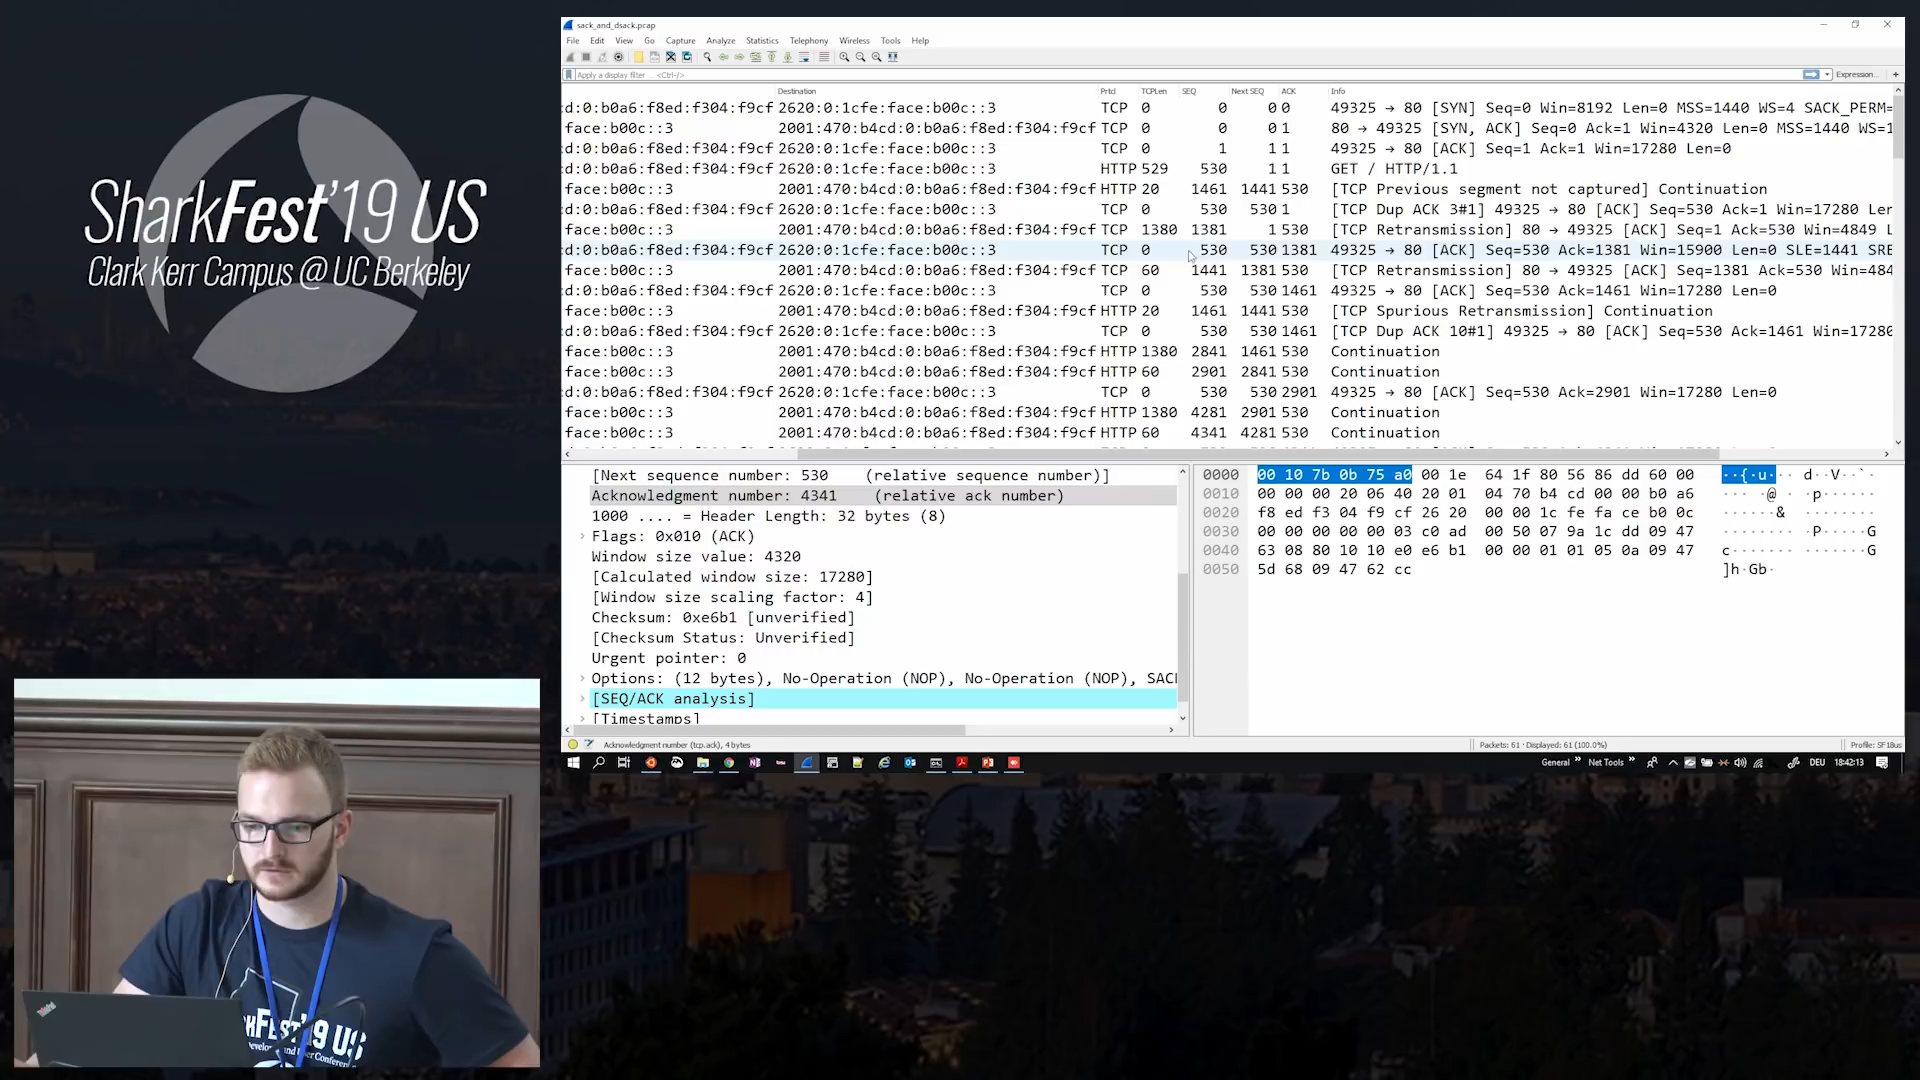 SharkFest'19 US
Clark Kerr Campus @ UC Berkeley
sack_and_dsack.pcap
File Edit View Go Capture Analyze Statistics Telephony Wireless Tools Help
Apply a display filter ... <Ctrl-/>
Expression...
Destination Prtcl TCPLen SEQ Next SEQ ACK Info
cd:0:b0a6:f8ed:f304:f9cf 2620:0:1cfe:face:b00c::3 TCP 0 0 0 0 49325 → 80 [SYN] Seq=0 Win=8192 Len=0 MSS=1440 WS=4 SACK_PERM=
face:b00c::3 2001:470:b4cd:0:b0a6:f8ed:f304:f9cf TCP 0 0 0 1 80 → 49325 [SYN, ACK] Seq=0 Ack=1 Win=4320 Len=0 MSS=1440 WS=1
cd:0:b0a6:f8ed:f304:f9cf 2620:0:1cfe:face:b00c::3 TCP 0 1 1 1 49325 → 80 [ACK] Seq=1 Ack=1 Win=17280 Len=0
cd:0:b0a6:f8ed:f304:f9cf 2620:0:1cfe:face:b00c::3 HTTP 529 530 1 1 GET / HTTP/1.1
face:b00c::3 2001:470:b4cd:0:b0a6:f8ed:f304:f9cf HTTP 20 1461 1441 530 [TCP Previous segment not captured] Continuation
cd:0:b0a6:f8ed:f304:f9cf 2620:0:1cfe:face:b00c::3 TCP 0 530 530 1 [TCP Dup ACK 3#1] 49325 → 80 [ACK] Seq=530 Ack=1 Win=17280 Ler
face:b00c::3 2001:470:b4cd:0:b0a6:f8ed:f304:f9cf TCP 1380 1381 1 530 [TCP Retransmission] 80 → 49325 [ACK] Seq=1 Ack=530 Win=4849 L
cd:0:b0a6:f8ed:f304:f9cf 2620:0:1cfe:face:b00c::3 TCP 0 530 530 1381 49325 → 80 [ACK] Seq=530 Ack=1381 Win=15900 Len=0 SLE=1441 SRE
face:b00c::3 2001:470:b4cd:0:b0a6:f8ed:f304:f9cf TCP 60 1441 1381 530 [TCP Retransmission] 80 → 49325 [ACK] Seq=1381 Ack=530 Win=484
cd:0:b0a6:f8ed:f304:f9cf 2620:0:1cfe:face:b00c::3 TCP 0 530 530 1461 49325 → 80 [ACK] Seq=530 Ack=1461 Win=17280 Len=0
face:b00c::3 2001:470:b4cd:0:b0a6:f8ed:f304:f9cf HTTP 20 1461 1441 530 [TCP Spurious Retransmission] Continuation
cd:0:b0a6:f8ed:f304:f9cf 2620:0:1cfe:face:b00c::3 TCP 0 530 530 1461 [TCP Dup ACK 10#1] 49325 → 80 [ACK] Seq=530 Ack=1461 Win=17280
face:b00c::3 2001:470:b4cd:0:b0a6:f8ed:f304:f9cf HTTP 1380 2841 1461 530 Continuation
face:b00c::3 2001:470:b4cd:0:b0a6:f8ed:f304:f9cf HTTP 60 2901 2841 530 Continuation
cd:0:b0a6:f8ed:f304:f9cf 2620:0:1cfe:face:b00c::3 TCP 0 530 530 2901 49325 → 80 [ACK] Seq=530 Ack=2901 Win=17280 Len=0
face:b00c::3 2001:470:b4cd:0:b0a6:f8ed:f304:f9cf HTTP 1380 4281 2901 530 Continuation
face:b00c::3 2001:470:b4cd:0:b0a6:f8ed:f304:f9cf HTTP 60 4341 4281 530 Continuation
[Next sequence number: 530 (relative sequence number)]
Acknowledgment number: 4341 (relative ack number)
1000 .... = Header Length: 32 bytes (8)
Flags: 0x010 (ACK)
Window size value: 4320
[Calculated window size: 17280]
[Window size scaling factor: 4]
Checksum: 0xe6b1 [unverified]
[Checksum Status: Unverified]
Urgent pointer: 0
Options: (12 bytes), No-Operation (NOP), No-Operation (NOP), SACK
[SEQ/ACK analysis]
[Timestamps]
0000 00 10 7b 0b 75 a0 00 1e 64 1f 80 56 86 dd 60 00 ··{·u· ·· d··V··`·
0010 00 00 00 20 06 40 20 01 04 70 b4 cd 00 00 b0 a6 ··· ·@ · ·p······
0020 f8 ed f3 04 f9 cf 26 20 00 00 1c fe fa ce b0 0c ······& ········
0030 00 00 00 00 00 03 c0 ad 00 50 07 9a 1c dd 09 47 ········ ·P·····G
0040 63 08 80 10 10 e0 e6 b1 00 00 01 01 05 0a 09 47 c······· ·······G
0050 5d 68 09 47 62 cc ]h·Gb·
Acknowledgment number (tcp.ack), 4 bytes
Packets: 61 · Displayed: 61 (100.0%)
Profile: SF18us
General Net Tools DEU 18:42:13
ThinkPad
kFest'19 US